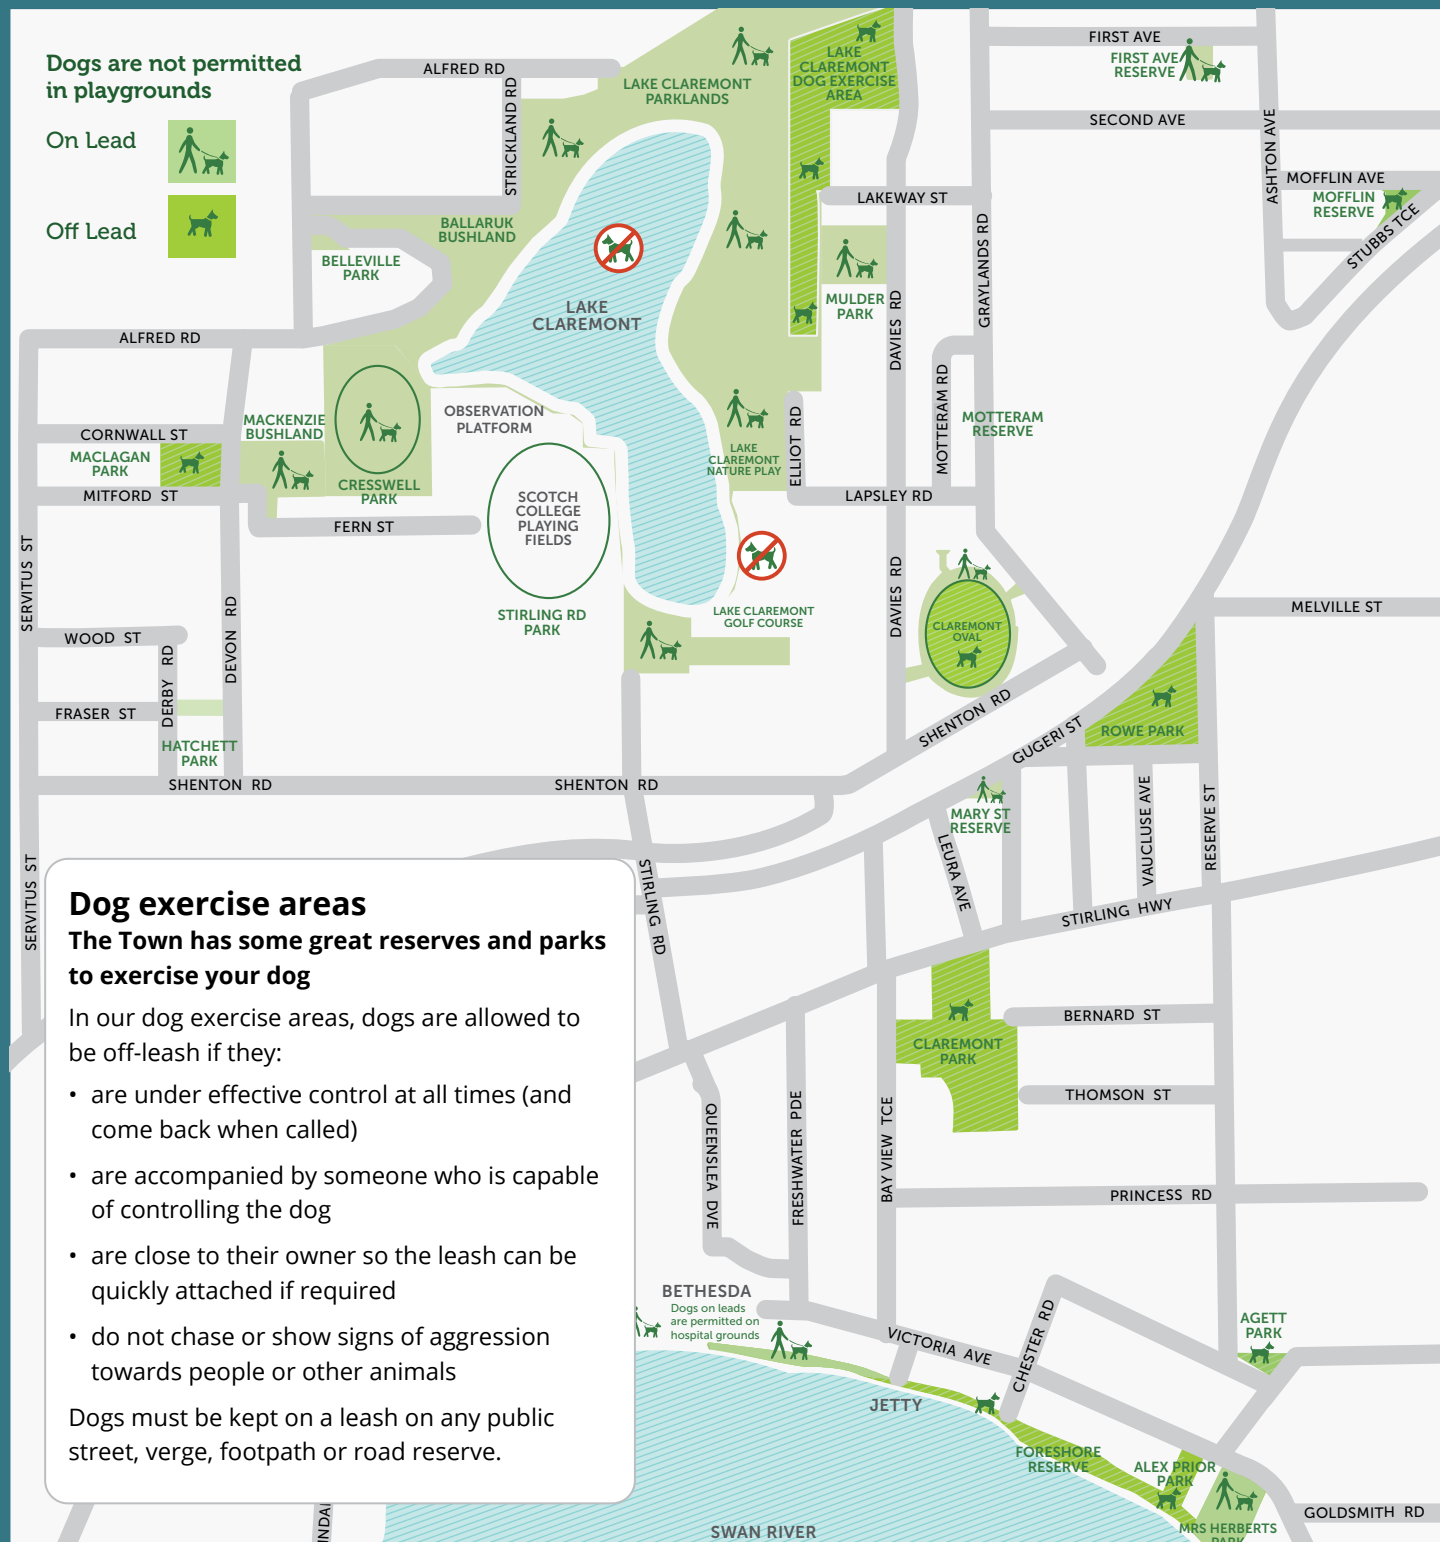 Dogs are not permitted
in playgrounds
On Lead
Off Lead
ALFRED RD
STRICKLAND RD
LAKE CLAREMONT
PARKLANDS
LAKE
CLAREMONT
DOG EXERCISE
AREA
FIRST AVE
FIRST AVE
RESERVE
SECOND AVE
ASHTON AVE
MOFFLIN AVE
MOFFLIN
RESERVE
STUBBS TCE
LAKEWAY ST
GRAYLANDS RD
BALLARUK
BUSHLAND
BELLEVILLE
PARK
LAKE
CLAREMONT
MULDER
PARK
DAVIES RD
ALFRED RD
MOTTERAM RD
MOTTERAM
RESERVE
MACKENZIE
BUSHLAND
OBSERVATION
PLATFORM
CORNWALL ST
MACLAGAN
PARK
MITFORD ST
CRESSWELL
PARK
FERN ST
LAKE
CLAREMONT
NATURE PLAY
ELLIOT RD
LAPSLEY RD
SCOTCH
COLLEGE
PLAYING
FIELDS
SERVITUS ST
DEVON RD
DAVIES RD
STIRLING RD
PARK
LAKE CLAREMONT
GOLF COURSE
CLAREMONT
OVAL
MELVILLE ST
WOOD ST
DERBY RD
FRASER ST
HATCHETT
PARK
SHENTON RD
SHENTON RD
SHENTON RD
GUGERI ST
ROWE PARK
MARY ST
RESERVE
LEURA AVE
VAUCLUSE AVE
RESERVE ST
STIRLING HWY
SERVITUS ST
STIRLING RD
Dog exercise areas
The Town has some great reserves and parks
to exercise your dog
In our dog exercise areas, dogs are allowed to
be off-leash if they:
• are under effective control at all times (and
come back when called)
• are accompanied by someone who is capable
of controlling the dog
• are close to their owner so the leash can be
quickly attached if required
• do not chase or show signs of aggression
towards people or other animals
Dogs must be kept on a leash on any public
street, verge, footpath or road reserve.
CLAREMONT
PARK
BERNARD ST
THOMSON ST
QUEENSLEA DVE
FRESHWATER PDE
BAY VIEW TCE
PRINCESS RD
BETHESDA
Dogs on leads
are permitted on
hospital grounds
VICTORIA AVE
CHESTER RD
AGETT
PARK
JETTY
FORESHORE
RESERVE
ALEX PRIOR
PARK
GOLDSMITH RD
MRS HERBERTS
PARK
SWAN RIVER